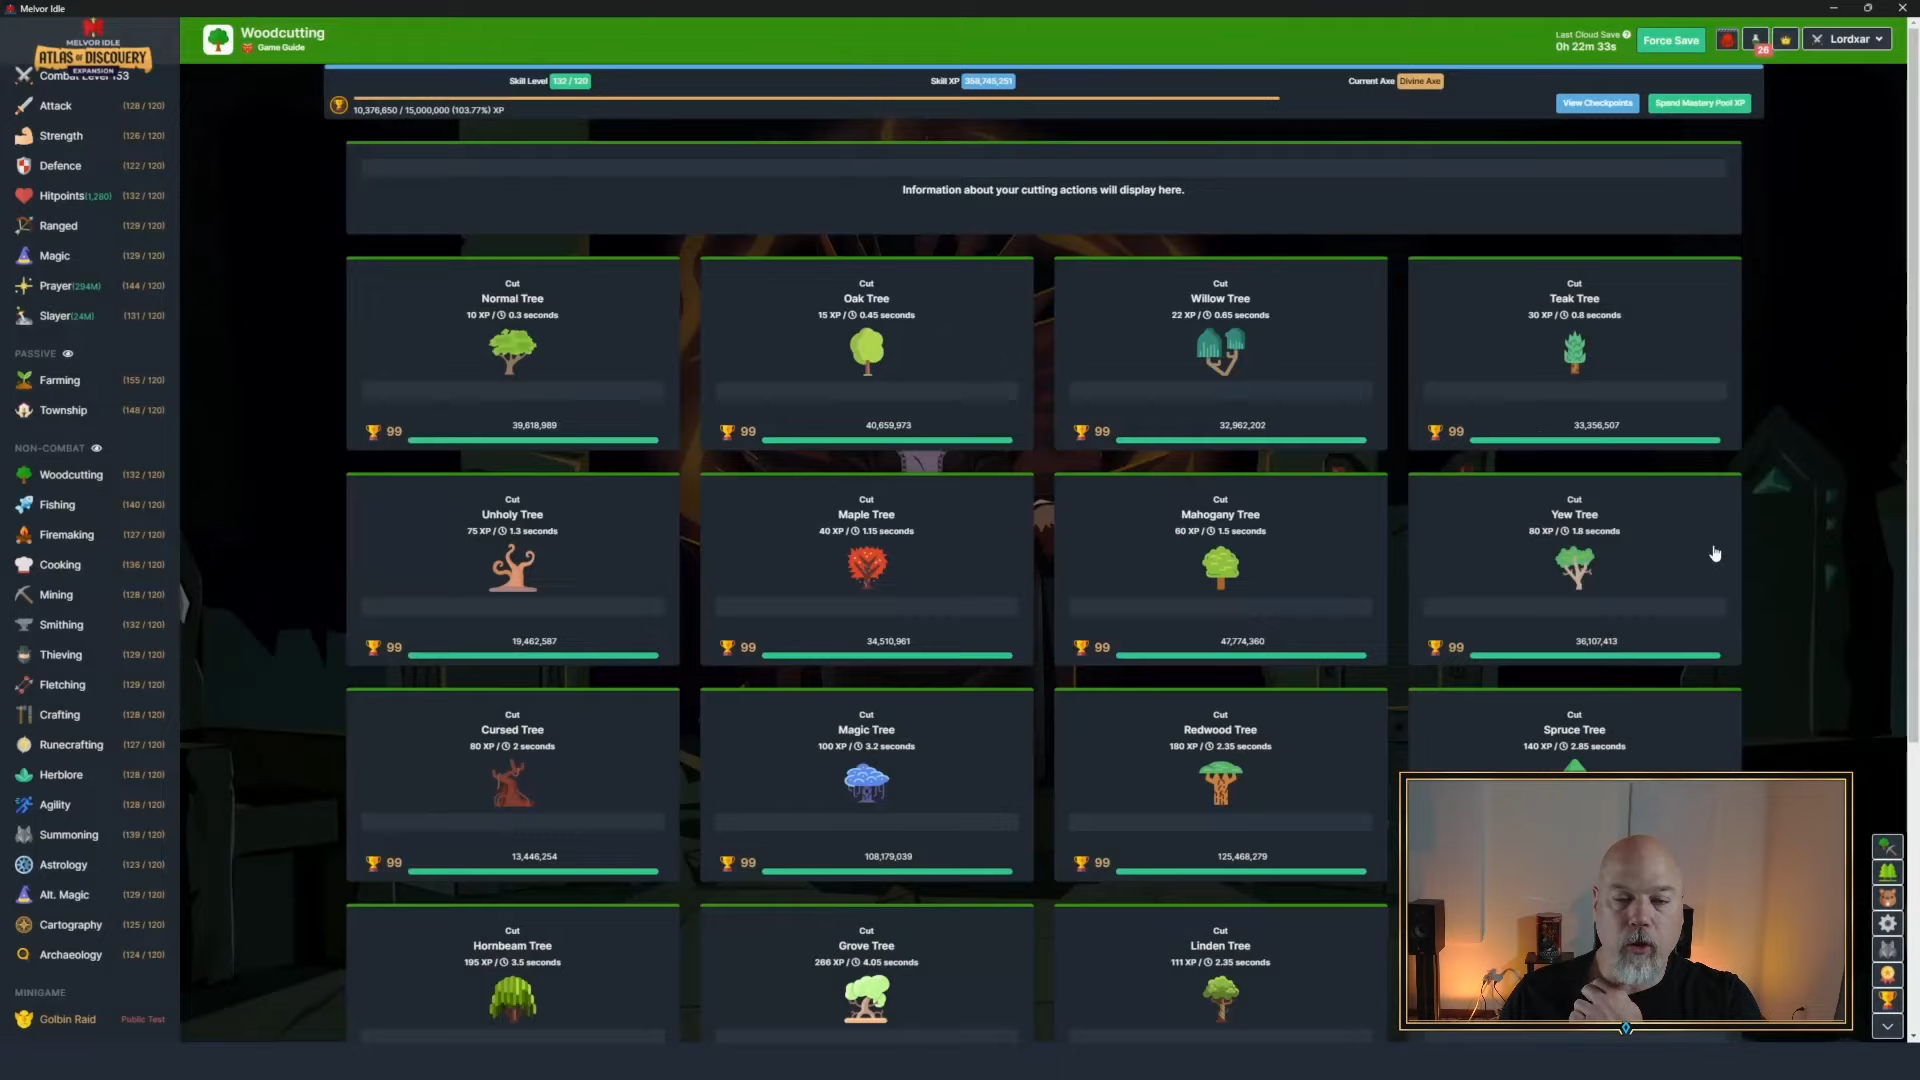 Melvor Idle
MELVOR IDLE
ATLAS OF DISCOVERY
EXPANSION
Woodcutting
Game Guide
Last Cloud Save
0h 22m 33s
Force Save
26
Lordxar
Skill Level 132 / 120
Skill XP 358,745,251
Current Axe Divine Axe
10,376,650 / 15,000,000 (103.77%) XP
View Checkpoints
Spend Mastery Pool XP
Information about your cutting actions will display here.
Combat Level 153
Attack (128 / 120)
Strength (126 / 120)
Defence (122 / 120)
Hitpoints(1,280) (132 / 120)
Ranged (129 / 120)
Magic (129 / 120)
Prayer(294M) (144 / 120)
Slayer(24M) (131 / 120)
PASSIVE
Farming (155 / 120)
Township (148 / 120)
NON-COMBAT
Woodcutting (132 / 120)
Fishing (140 / 120)
Firemaking (127 / 120)
Cooking (136 / 120)
Mining (128 / 120)
Smithing (132 / 120)
Thieving (129 / 120)
Fletching (129 / 120)
Crafting (128 / 120)
Runecrafting (127 / 120)
Herblore (128 / 120)
Agility (128 / 120)
Summoning (139 / 120)
Astrology (123 / 120)
Alt. Magic (129 / 120)
Cartography (125 / 120)
Archaeology (124 / 120)
MINIGAME
Golbin Raid Public Test
Cut
Normal Tree
10 XP / 0.3 seconds
99
39,618,989
Cut
Oak Tree
15 XP / 0.45 seconds
99
40,659,973
Cut
Willow Tree
22 XP / 0.65 seconds
99
32,962,202
Cut
Teak Tree
30 XP / 0.8 seconds
99
33,356,507
Cut
Unholy Tree
75 XP / 1.3 seconds
99
19,462,587
Cut
Maple Tree
40 XP / 1.15 seconds
99
34,510,961
Cut
Mahogany Tree
60 XP / 1.5 seconds
99
47,774,360
Cut
Yew Tree
80 XP / 1.8 seconds
99
36,107,413
Cut
Cursed Tree
80 XP / 2 seconds
99
13,446,254
Cut
Magic Tree
100 XP / 3.2 seconds
99
108,179,039
Cut
Redwood Tree
180 XP / 2.35 seconds
99
125,468,279
Cut
Spruce Tree
140 XP / 2.85 seconds
Cut
Hornbeam Tree
195 XP / 3.5 seconds
Cut
Grove Tree
266 XP / 4.05 seconds
Cut
Linden Tree
111 XP / 2.35 seconds